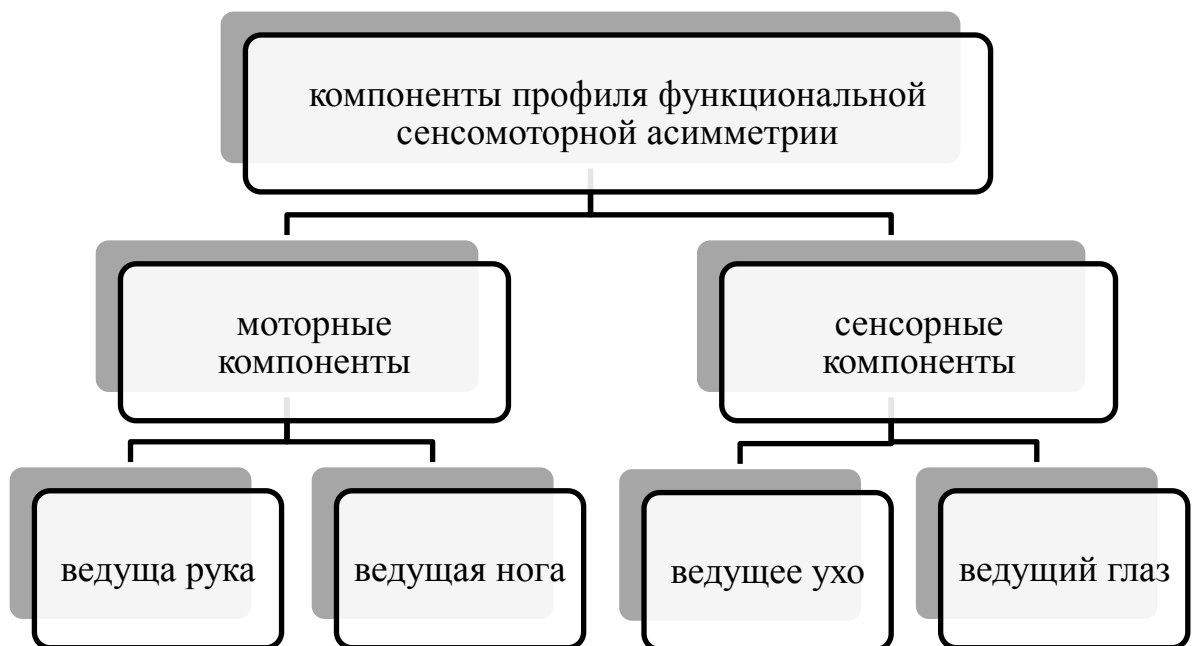 компоненты профиля функциональной
сенсомоторной асимметрии
моторные
компоненты
сенсорные
компоненты
ведуща рука
ведущая нога
ведущее ухо
ведущий глаз